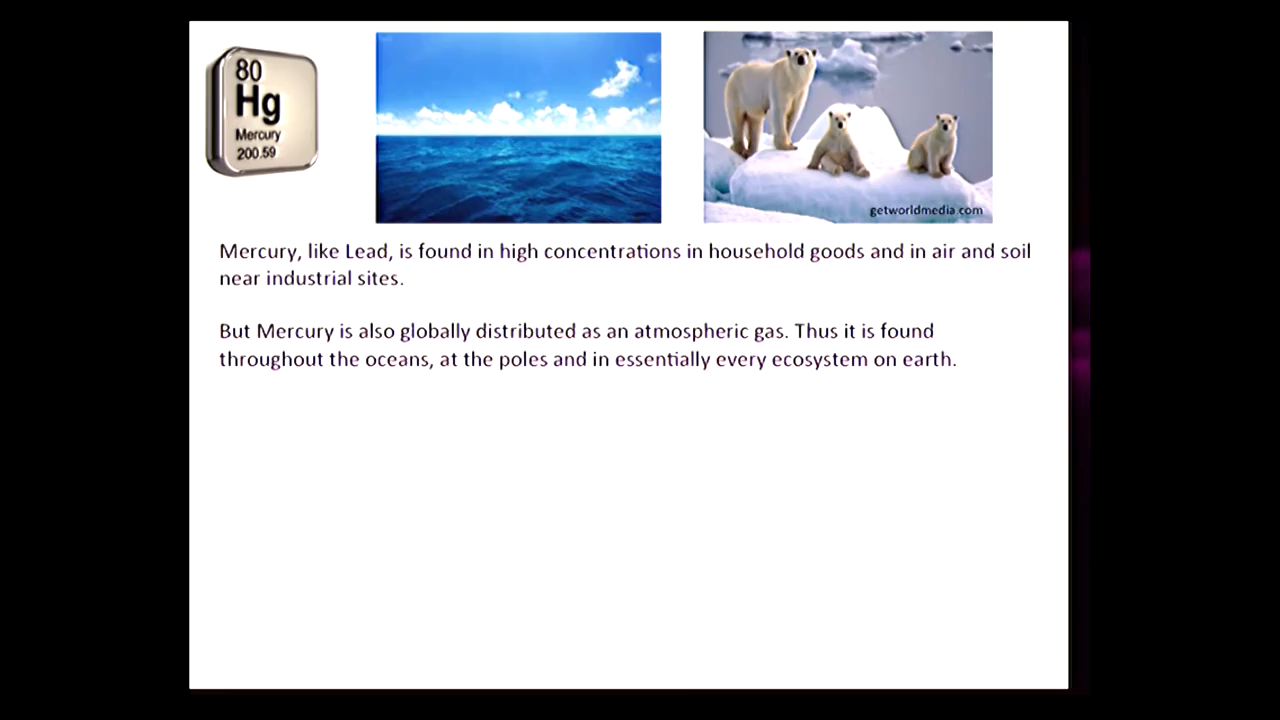 80
Hg
Mercury
200.59
getworldmedia.com
Mercury, like Lead, is found in high concentrations in household goods and in air and soil
near industrial sites.
But Mercury is also globally distributed as an atmospheric gas. Thus it is found
throughout the oceans, at the poles and in essentially every ecosystem on earth.